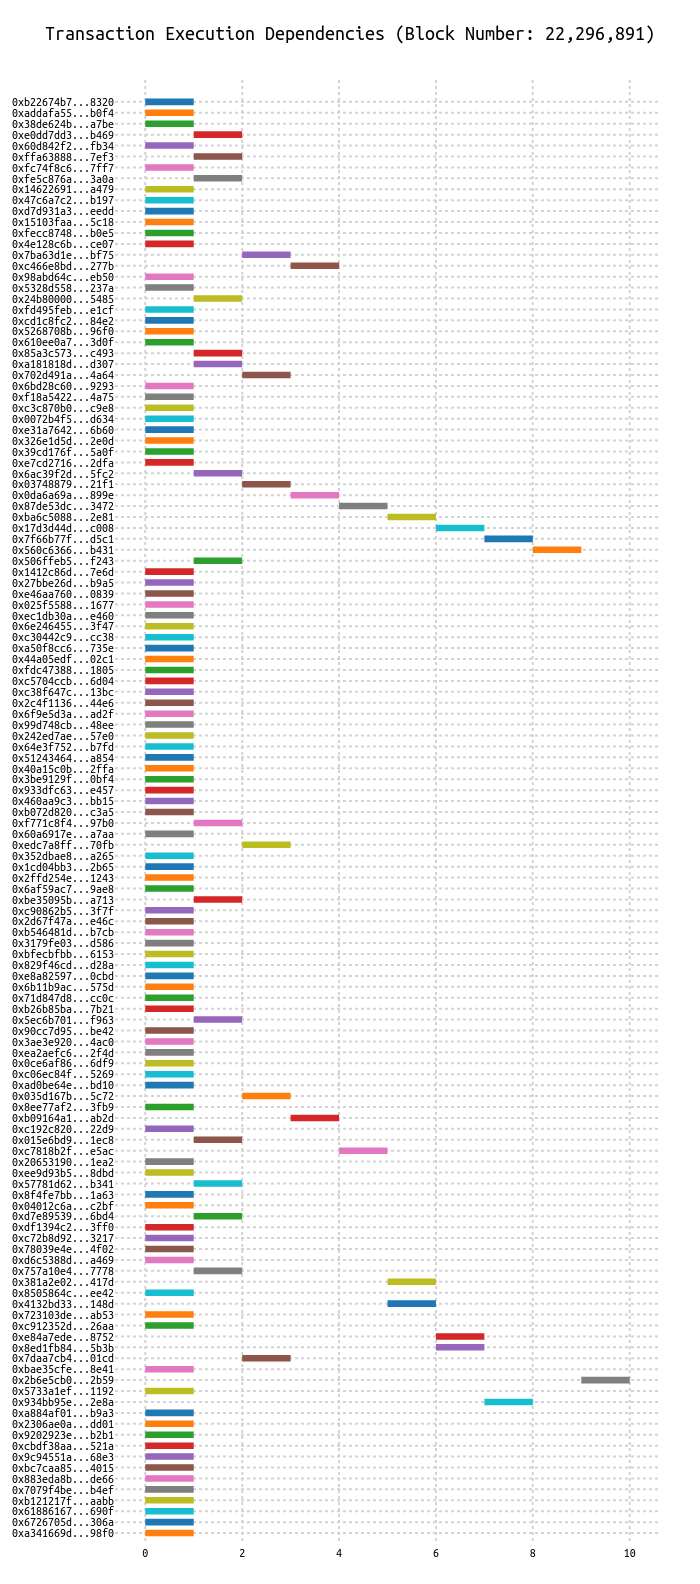 Transaction Execution Dependencies (Block Number: 22,296,891)
0xb22674b7...8320
0xaddafa55...b0f4
0x38de624b...a7be
0xe0dd7dd3...b469
0x60d842f2...fb34
0xffa63888...7ef3
0xfc74f8c6...7ff7
0xfe5c876a...3a0a
0x14622691...a479
0x47c6a7c2...b197
0xd7d931a3...eedd
0x15103faa...5c18
0xfecc8748...b0e5
0x4e128c6b...ce07
0x7ba63d1e...bf75
0xc466e8bd...277b
0x98abd64c...eb50
0x5328d558...237a
0x24b80000...5485
0xfd495feb...e1cf
0xcd1c8fc2...84e2
0x5268708b...96f0
0x610ee0a7...3d0f
0x85a3c573...c493
0xa181818d...d307
0x702d491a...4a64
0x6bd28c60...9293
0xf18a5422...4a75
0xc3c870b0...c9e8
0x0072b4f5...d634
0xe31a7642...6b60
0x326e1d5d...2e0d
0x39cd176f...5a0f
0xe7cd2716...2dfa
0x6ac39f2d...5fc2
0x03748879...21f1
0x0da6a69a...899e
0x87de53dc...3472
0xba6c5088...2e81
0x17d3d44d...c008
0x7f66b77f...d5c1
0x560c6366...b431
0x506ffeb5...f243
0x1412c86d...7e6d
0x27bbe26d...b9a5
0xe46aa760...0839
0x025f5588...1677
0xec1db30a...e460
0x6e246455...3f47
0xc30442c9...cc38
0xa50f8cc6...735e
0x44a05edf...02c1
0xfdc47388...1805
0xc5704ccb...6d04
0xc38f647c...13bc
0x2c4f1136...44e6
0x6f9e5d3a...ad2f
0x99d748cb...48ee
0x242ed7ae...57e0
0x64e3f752...b7fd
0x51243464...a854
0x40a15c0b...2ffa
0x3be9129f...0bf4
0x933dfc63...e457
0x460aa9c3...bb15
0xb072d820...c3a5
0xf771c8f4...97b0
0x60a6917e...a7aa
0xedc7a8ff...70fb
0x352dbae8...a265
0x1cd04bb3...2b65
0x2ffd254e...1243
0x6af59ac7...9ae8
0xbe35095b...a713
0xc90862b5...3f7f
0x2d67f47a...e46c
0xb546481d...b7cb
0x3179fe03...d586
0xbfecbfbb...6153
0x829f46cd...d28a
0xe8a82597...0cbd
0x6b11b9ac...575d
0x71d847d8...cc0c
0xb26b85ba...7b21
0x5ec6b701...f963
0x90cc7d95...be42
0x3ae3e920...4ac0
0xea2aefc6...2f4d
0x0ce6af86...6df9
0xc06ec84f...5269
0xad0be64e...bd10
0x035d167b...5c72
0x8ee77af2...3fb9
0xb09164a1...ab2d
0xc192c820...22d9
0x015e6bd9...1ec8
0xc7818b2f...e5ac
0x20653190...1ea2
0xee9d93b5...8dbd
0x57781d62...b341
0x8f4fe7bb...1a63
0x04012c6a...c2bf
0xd7e89539...6bd4
0xdf1394c2...3ff0
0xc72b8d92...3217
0x78039e4e...4f02
0xd6c5388d...a469
0x757a10e4...7778
0x381a2e02...417d
0x8505864c...ee42
0x4132bd33...148d
0x723103de...ab53
0xc912352d...26aa
0xe84a7ede...8752
0x8ed1fb84...5b3b
0x7daa7cb4...01cd
0xbae35cfe...8e41
0x2b6e5cb0...2b59
0x5733a1ef...1192
0x934bb95e...2e8a
0xa884af01...b9a3
0x2306ae0a...dd01
0x9202923e...b2b1
0xcbdf38aa...521a
0x9c94551a...68e3
0xbc7caa85...4015
0x883eda8b...de66
0x7079f4be...b4ef
0xb121217f...aabb
0x61886167...690f
0x6726705d...306a
0xa341669d...98f0
0 2 4 6 8 10